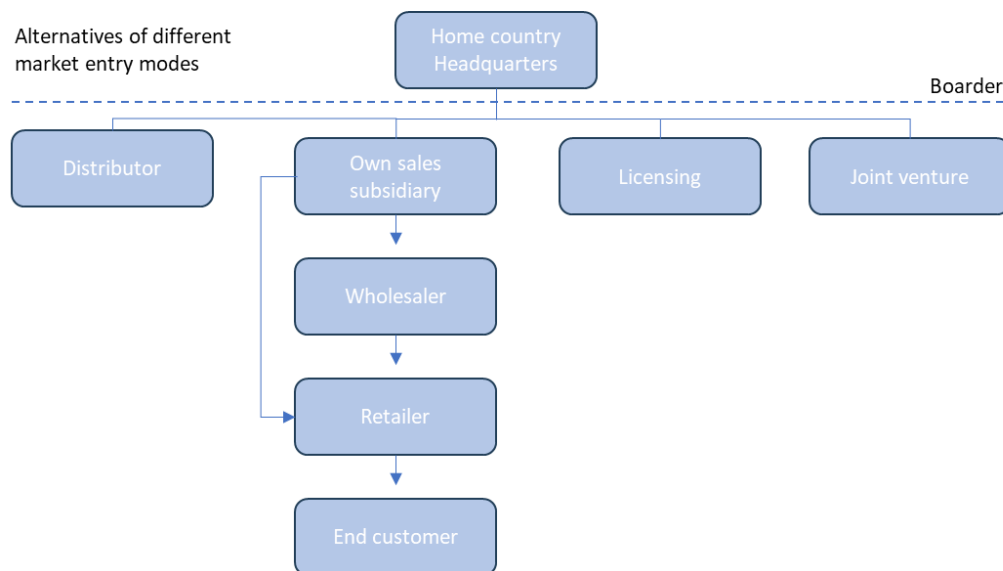 Alternatives of different
market entry modes
Home country
Headquarters
Boarder
Distributor
Own sales
subsidiary
Licensing
Joint venture
Wholesaler
Retailer
End customer